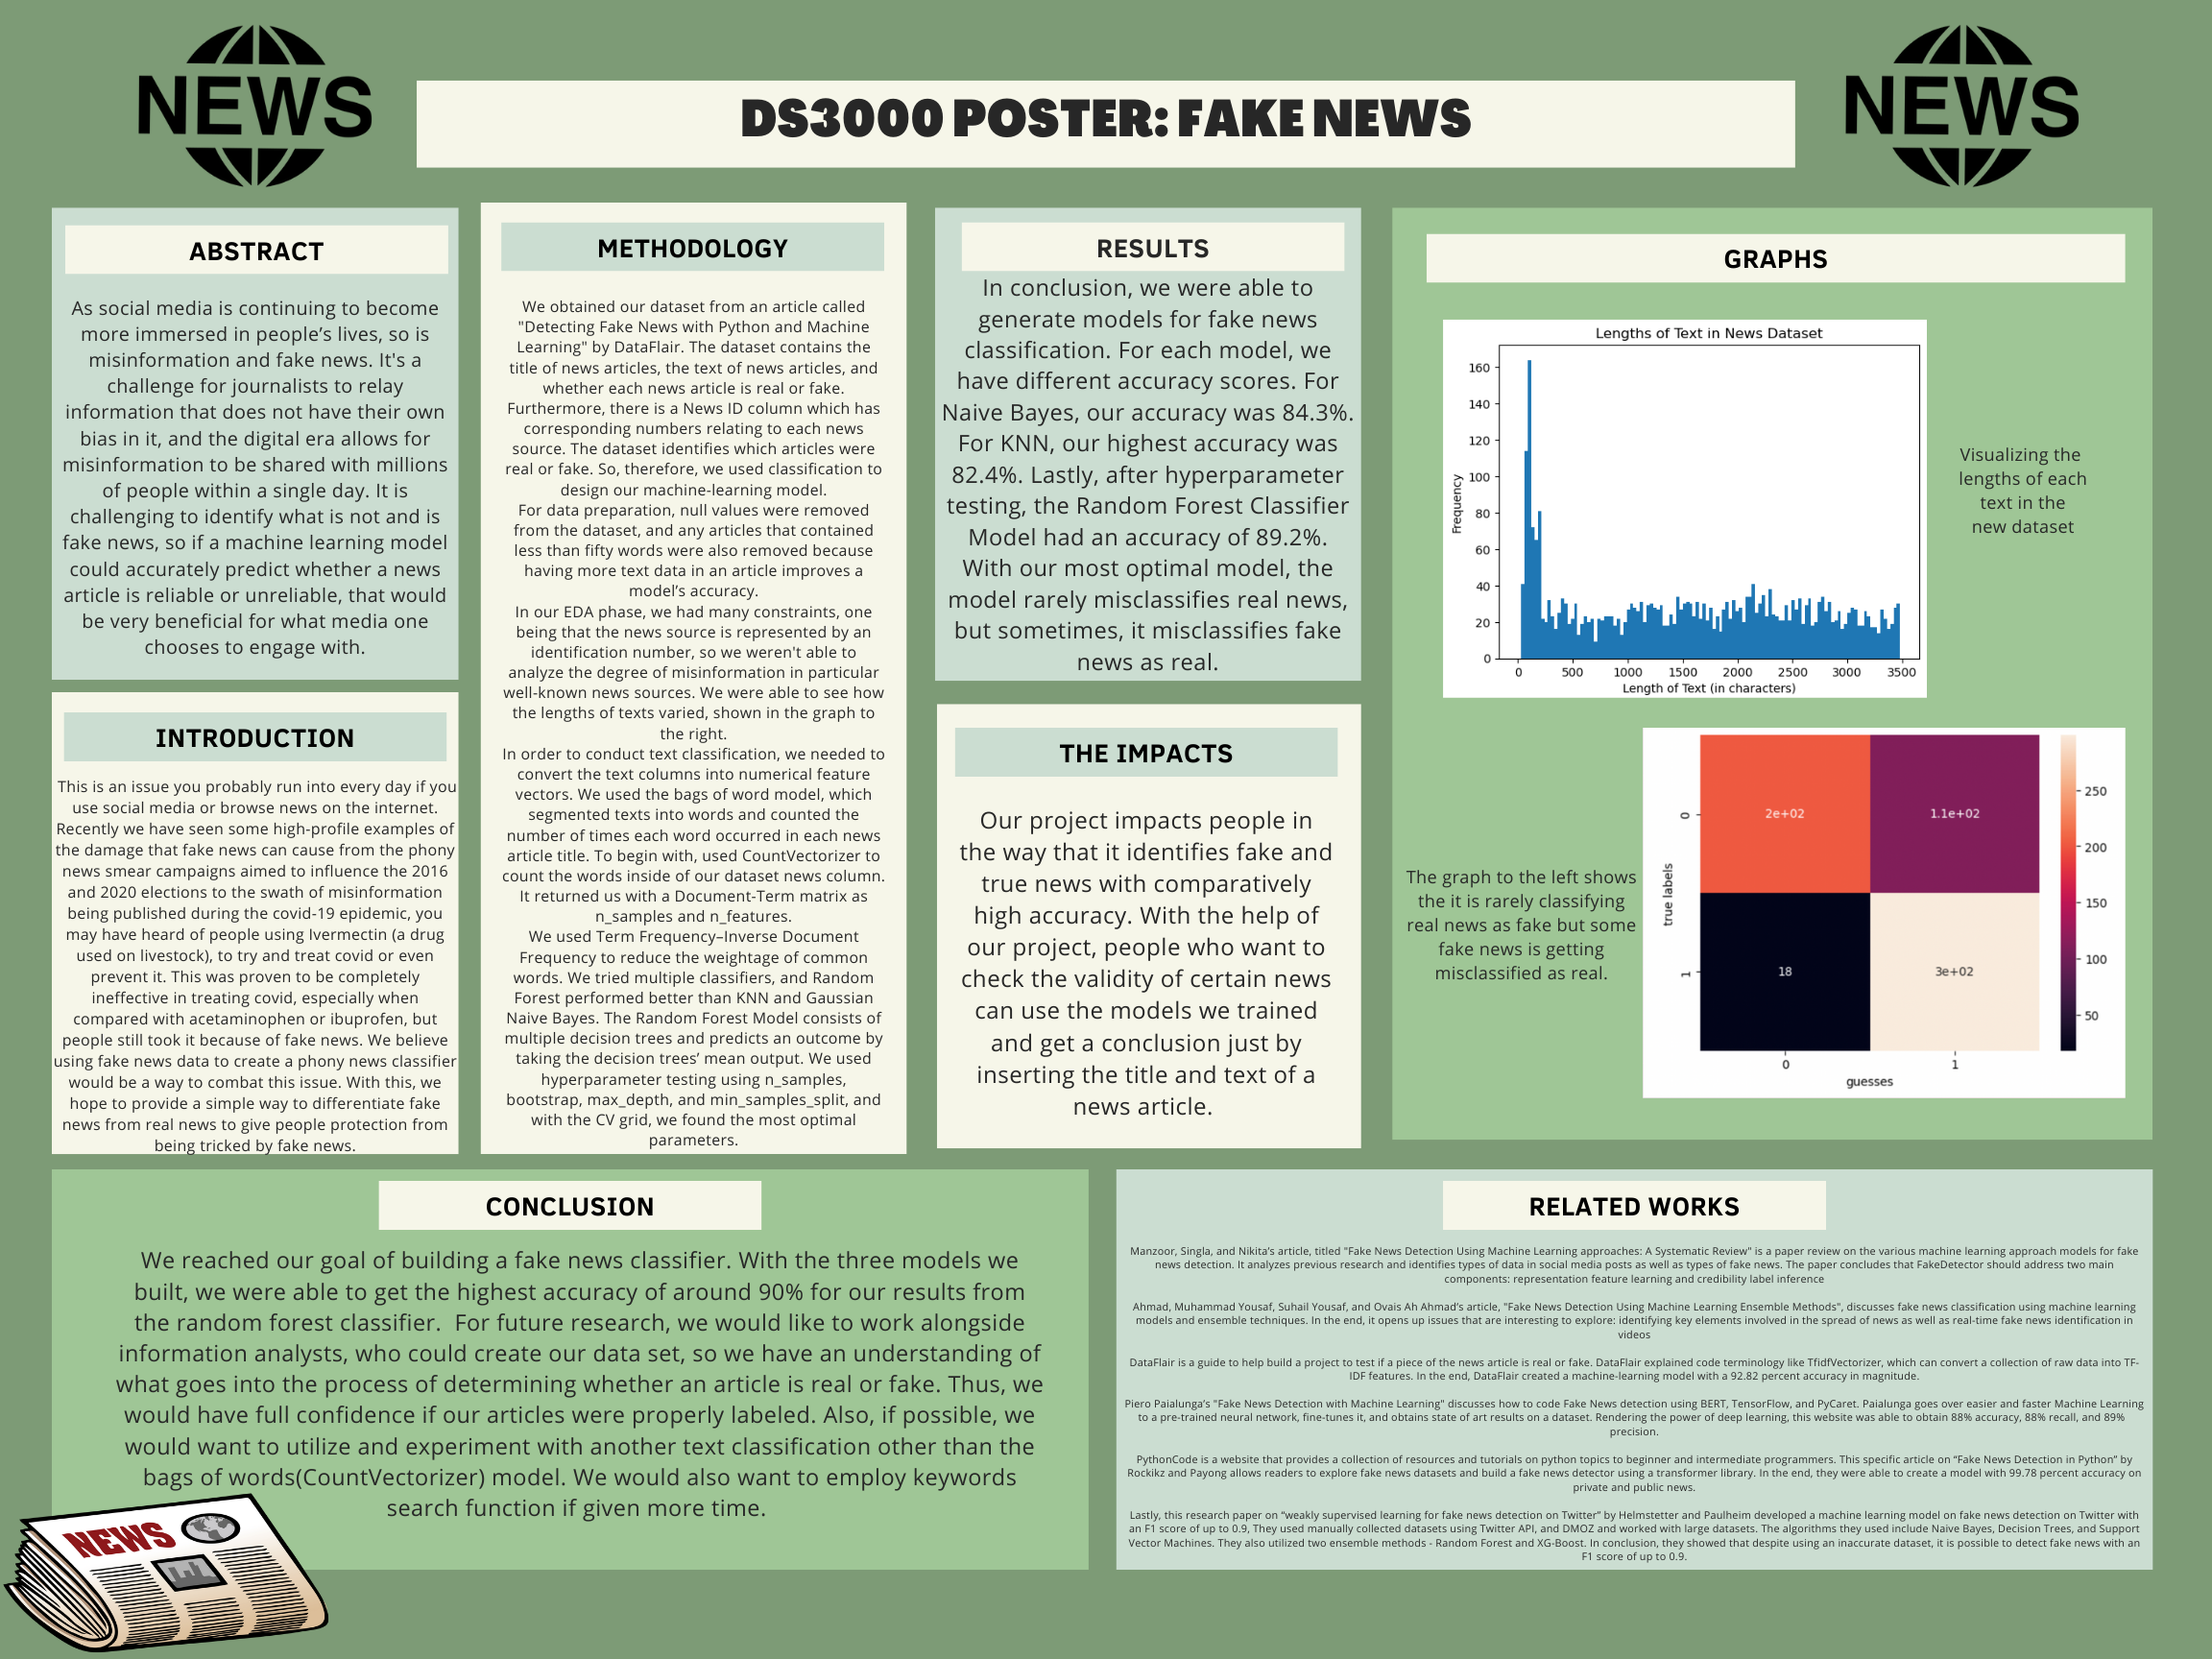 NEWS
DS3000 POSTER: FAKE NEWS
NEWS
ABSTRACT
As social media is continuing to become
more immersed in people's lives, so is
misinformation and fake news. It's a
challenge for journalists to relay
information that does not have their own
bias in it, and the digital era allows for
misinformation to be shared with millions
of people within a single day. It is
challenging to identify what is not and is
fake news, so if a machine learning model
could accurately predict whether a news
article is reliable or unreliable, that would
be very beneficial for what media one
chooses to engage with.
INTRODUCTION
This is an issue you probably run into every day if you
use social media or browse news on the internet.
Recently we have seen some high-profile examples of
the damage that fake news can cause from the phony
news smear campaigns aimed to influence the 2016
and 2020 elections to the swath of misinformation
being published during the covid-19 epidemic, you
may have heard of people using Ivermectin (a drug
used on livestock), to try and treat covid or even
prevent it. This was proven to be completely
ineffective in treating covid, especially when
compared with acetaminophen or ibuprofen, but
people still took it because of fake news. We believe
using fake news data to create a phony news classifier
would be a way to combat this issue. With this, we
hope to provide a simple way to differentiate fake
news from real news to give people protection from
being tricked by fake news.
METHODOLOGY
We obtained our dataset from an article called
"Detecting Fake News with Python and Machine
Learning" by DataFlair. The dataset contains the
title of news articles, the text of news articles, and
whether each news article is real or fake.
Furthermore, there is a News ID column which has
corresponding numbers relating to each news
source. The dataset identifies which articles were
real or fake. So, therefore, we used classification to
design our machine-learning model.
For data preparation, null values were removed
from the dataset, and any articles that contained
less than fifty words were also removed because
having more text data in an article improves a
model's accuracy.
In our EDA phase, we had many constraints, one
being that the news source is represented by an
identification number, so we weren't able to
analyze the degree of misinformation in particular
well-known news sources. We were able to see how
the lengths of texts varied, shown in the graph to
the right.
In order to conduct text classification, we needed to
convert the text columns into numerical feature
vectors. We used the bags of word model, which
segmented texts into words and counted the
number of times each word occurred in each news
article title. To begin with, used CountVectorizer to
count the words inside of our dataset news column.
It returned us with a Document-Term matrix as
n_samples and n_features.
We used Term Frequency–Inverse Document
Frequency to reduce the weightage of common
words. We tried multiple classifiers, and Random
Forest performed better than KNN and Gaussian
Naive Bayes. The Random Forest Model consists of
multiple decision trees and predicts an outcome by
taking the decision trees' mean output. We used
hyperparameter testing using n_samples,
bootstrap, max_depth, and min_samples_split, and
with the CV grid, we found the most optimal
parameters.
RESULTS
In conclusion, we were able to
generate models for fake news
classification. For each model, we
have different accuracy scores. For
Naive Bayes, our accuracy was 84.3%.
For KNN, our highest accuracy was
82.4%. Lastly, after hyperparameter
testing, the Random Forest Classifier
Model had an accuracy of 89.2%.
With our most optimal model, the
model rarely misclassifies real news,
but sometimes, it misclassifies fake
news as real.
THE IMPACTS
Our project impacts people in
the way that it identifies fake and
true news with comparatively
high accuracy. With the help of
our project, people who want to
check the validity of certain news
can use the models we trained
and get a conclusion just by
inserting the title and text of a
news article.
GRAPHS
Lengths of Text in News Dataset
Frequency
160
140
120
100
80
60
40
20
0
0 500 1000 1500 2000 2500 3000 3500
Length of Text (in characters)
Visualizing the
lengths of each
text in the
new dataset
The graph to the left shows
the it is rarely classifying
real news as fake but some
fake news is getting
misclassified as real.
true labels
0
1
2e+02 1.1e+02
18 3e+02
0 1
guesses
250
200
150
100
50
CONCLUSION
We reached our goal of building a fake news classifier. With the three models we
built, we were able to get the highest accuracy of around 90% for our results from
the random forest classifier.  For future research, we would like to work alongside
information analysts, who could create our data set, so we have an understanding of
what goes into the process of determining whether an article is real or fake. Thus, we
would have full confidence if our articles were properly labeled. Also, if possible, we
would want to utilize and experiment with another text classification other than the
bags of words(CountVectorizer) model. We would also want to employ keywords
search function if given more time.
NEWS
RELATED WORKS
Manzoor, Singla, and Nikita's article, titled "Fake News Detection Using Machine Learning approaches: A Systematic Review" is a paper review on the various machine learning approach models for fake
news detection. It analyzes previous research and identifies types of data in social media posts as well as types of fake news. The paper concludes that FakeDetector should address two main
components: representation feature learning and credibility label inference
Ahmad, Muhammad Yousaf, Suhail Yousaf, and Ovais Ah Ahmad's article, "Fake News Detection Using Machine Learning Ensemble Methods", discusses fake news classification using machine learning
models and ensemble techniques. In the end, it opens up issues that are interesting to explore: identifying key elements involved in the spread of news as well as real-time fake news identification in
videos
DataFlair is a guide to help build a project to test if a piece of the news article is real or fake. DataFlair explained code terminology like TfidfVectorizer, which can convert a collection of raw data into TF-
IDF features. In the end, DataFlair created a machine-learning model with a 92.82 percent accuracy in magnitude.
Piero Paialunga's "Fake News Detection with Machine Learning" discusses how to code Fake News detection using BERT, TensorFlow, and PyCaret. Paialunga goes over easier and faster Machine Learning
to a pre-trained neural network, fine-tunes it, and obtains state of art results on a dataset. Rendering the power of deep learning, this website was able to obtain 88% accuracy, 88% recall, and 89%
precision.
PythonCode is a website that provides a collection of resources and tutorials on python topics to beginner and intermediate programmers. This specific article on “Fake News Detection in Python” by
Rockikz and Payong allows readers to explore fake news datasets and build a fake news detector using a transformer library. In the end, they were able to create a model with 99.78 percent accuracy on
private and public news.
Lastly, this research paper on “weakly supervised learning for fake news detection on Twitter” by Helmstetter and Paulheim developed a machine learning model on fake news detection on Twitter with
an F1 score of up to 0.9, They used manually collected datasets using Twitter API, and DMOZ and worked with large datasets. The algorithms they used include Naive Bayes, Decision Trees, and Support
Vector Machines. They also utilized two ensemble methods - Random Forest and XG-Boost. In conclusion, they showed that despite using an inaccurate dataset, it is possible to detect fake news with an
F1 score of up to 0.9.